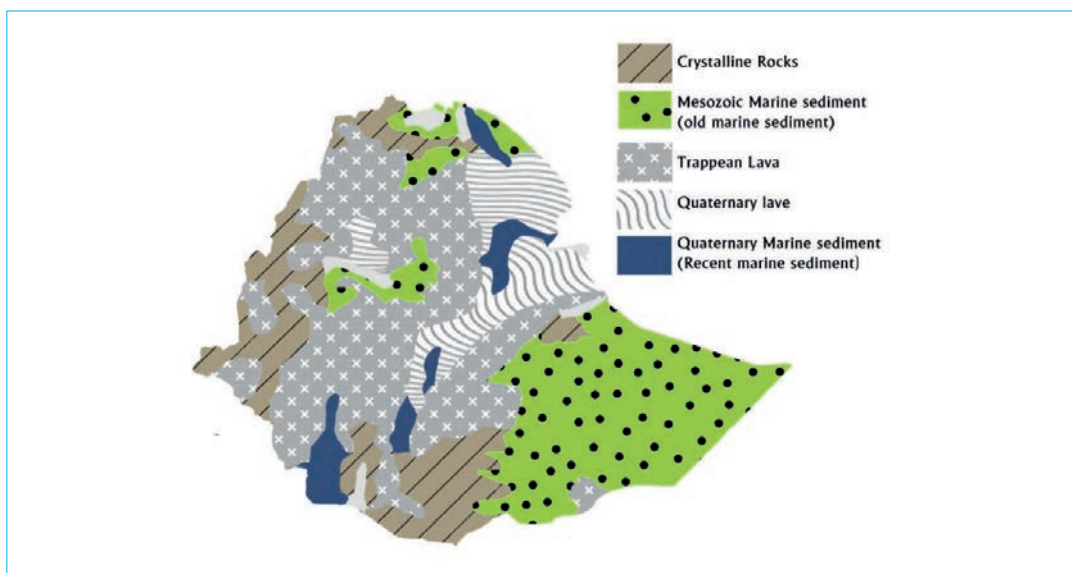 Crystalline Rocks
Mesozoic Marine sediment
(old marine sediment)
Trappean Lava
Quaternary lave
Quaternary Marine sediment
(Recent marine sediment)